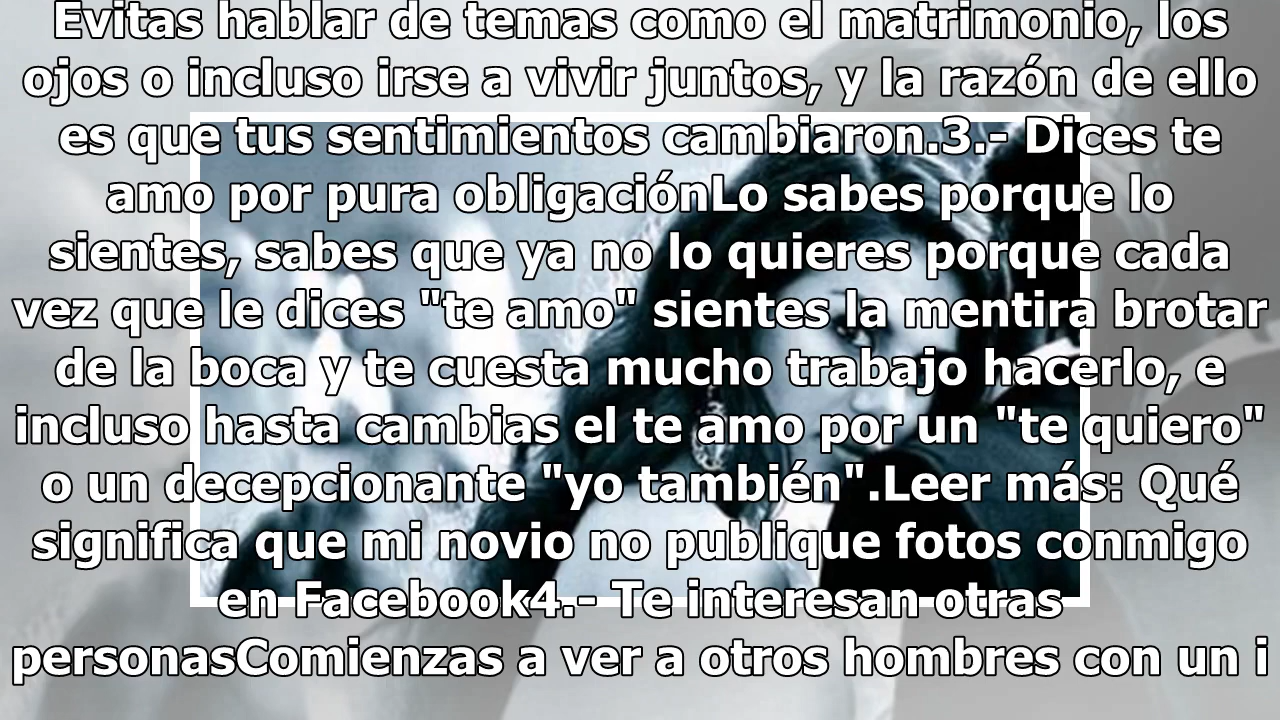 Evitas hablar de temas como el matrimonio, los
ojos o incluso irse a vivir juntos, y la razón de ello
es que tus sentimientos cambiaron.3.- Dices te
amo por pura obligaciónLo sabes porque lo
sientes, sabes que ya no lo quieres porque cada
vez que le dices "te amo" sientes la mentira brotar
de la boca y te cuesta mucho trabajo hacerlo, e
incluso hasta cambias el te amo por un "te quiero"
o un decepcionante "yo también".Leer más: Qué
significa que mi novio no publique fotos conmigo
en Facebook4.- Te interesan otras
personasComienzas a ver a otros hombres con un i